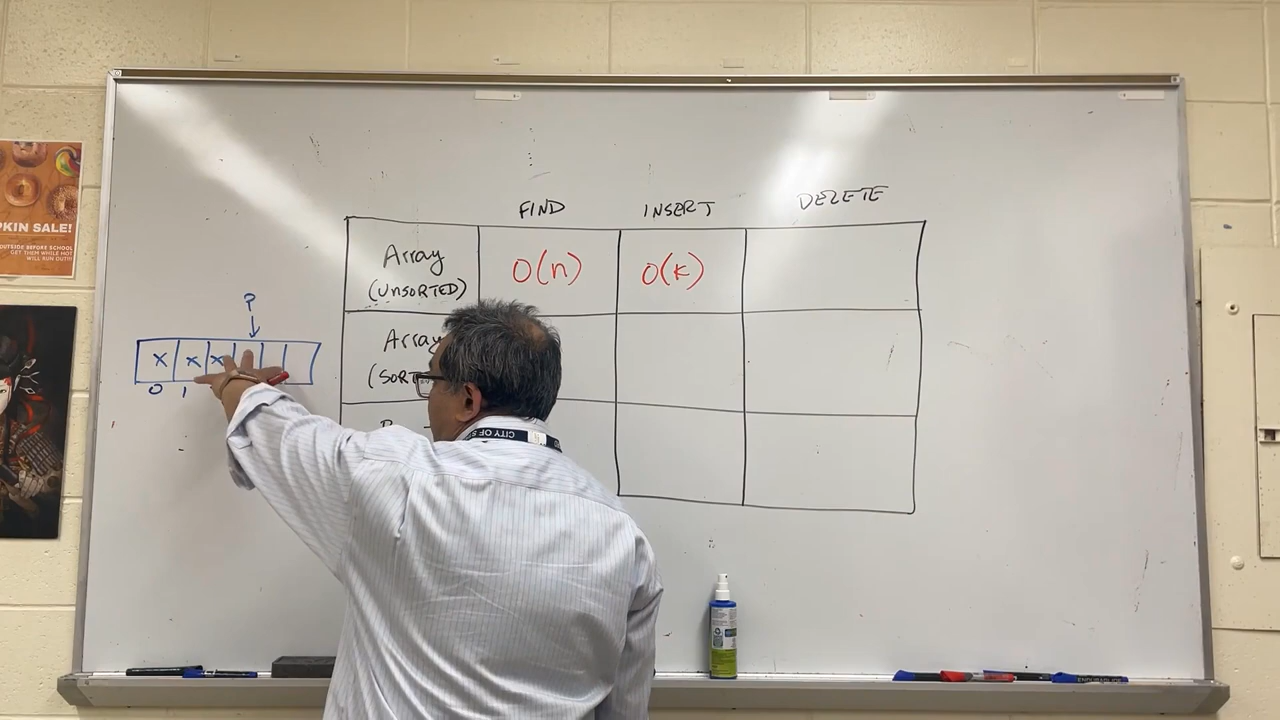 KIN SALE!
OUTSIDE BEFORE SCHOOL
GET THEM WHILE HOT
WILL RUN OUT!!!
FIND
INSERT
DELETE
Array
(UNSORTED)
O(n)
O(k)
P
x x x
0 1
Array
(SORT
CITY OF S